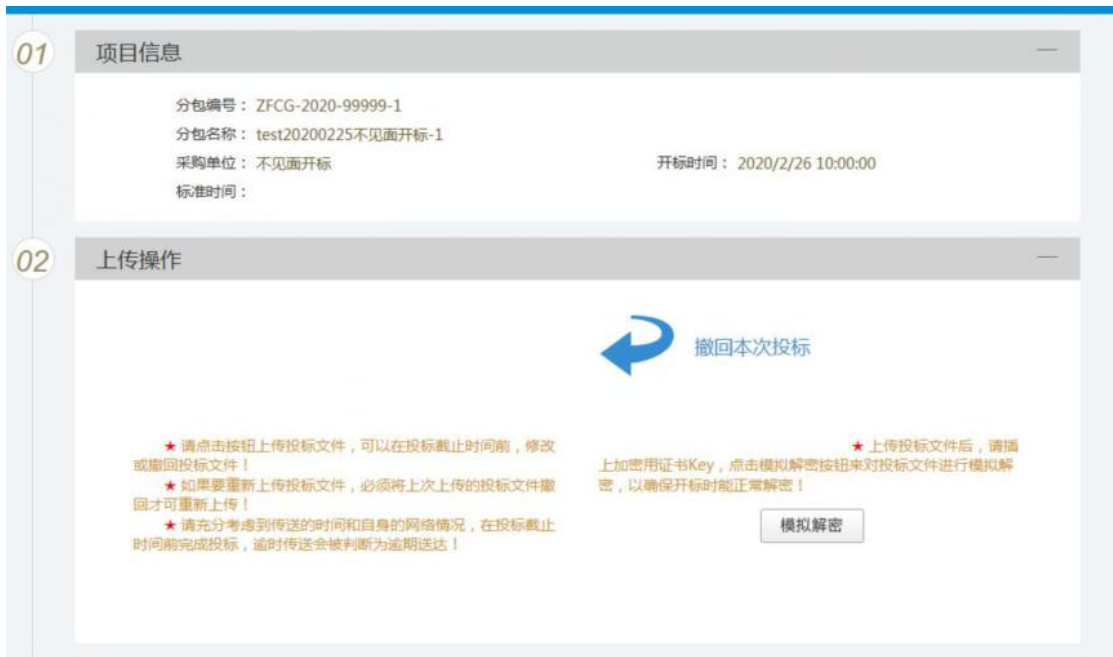 01
项目信息
分包编号：ZFCG-2020-99999-1
分包名称：test20200225不见面开标-1
采购单位：不见面开标
开标时间：2020/2/26 10:00:00
标准时间：
02
上传操作
撤回本次投标
★ 请点击按钮上传投标文件，可以在投标截止时间前，修改
或撤回投标文件！
★ 如果要重新上传投标文件，必须将上次上传的投标文件撤
回才可重新上传！
★ 请充分考虑到传送的时间和自身的网络情况，在投标截止
时间前完成投标，逾时传送会被判断为逾期送达！
★ 上传投标文件后，请插
上加密用证书Key，点击模拟解密按钮来对投标文件进行模拟解
密，以确保开标时能正常解密！
模拟解密